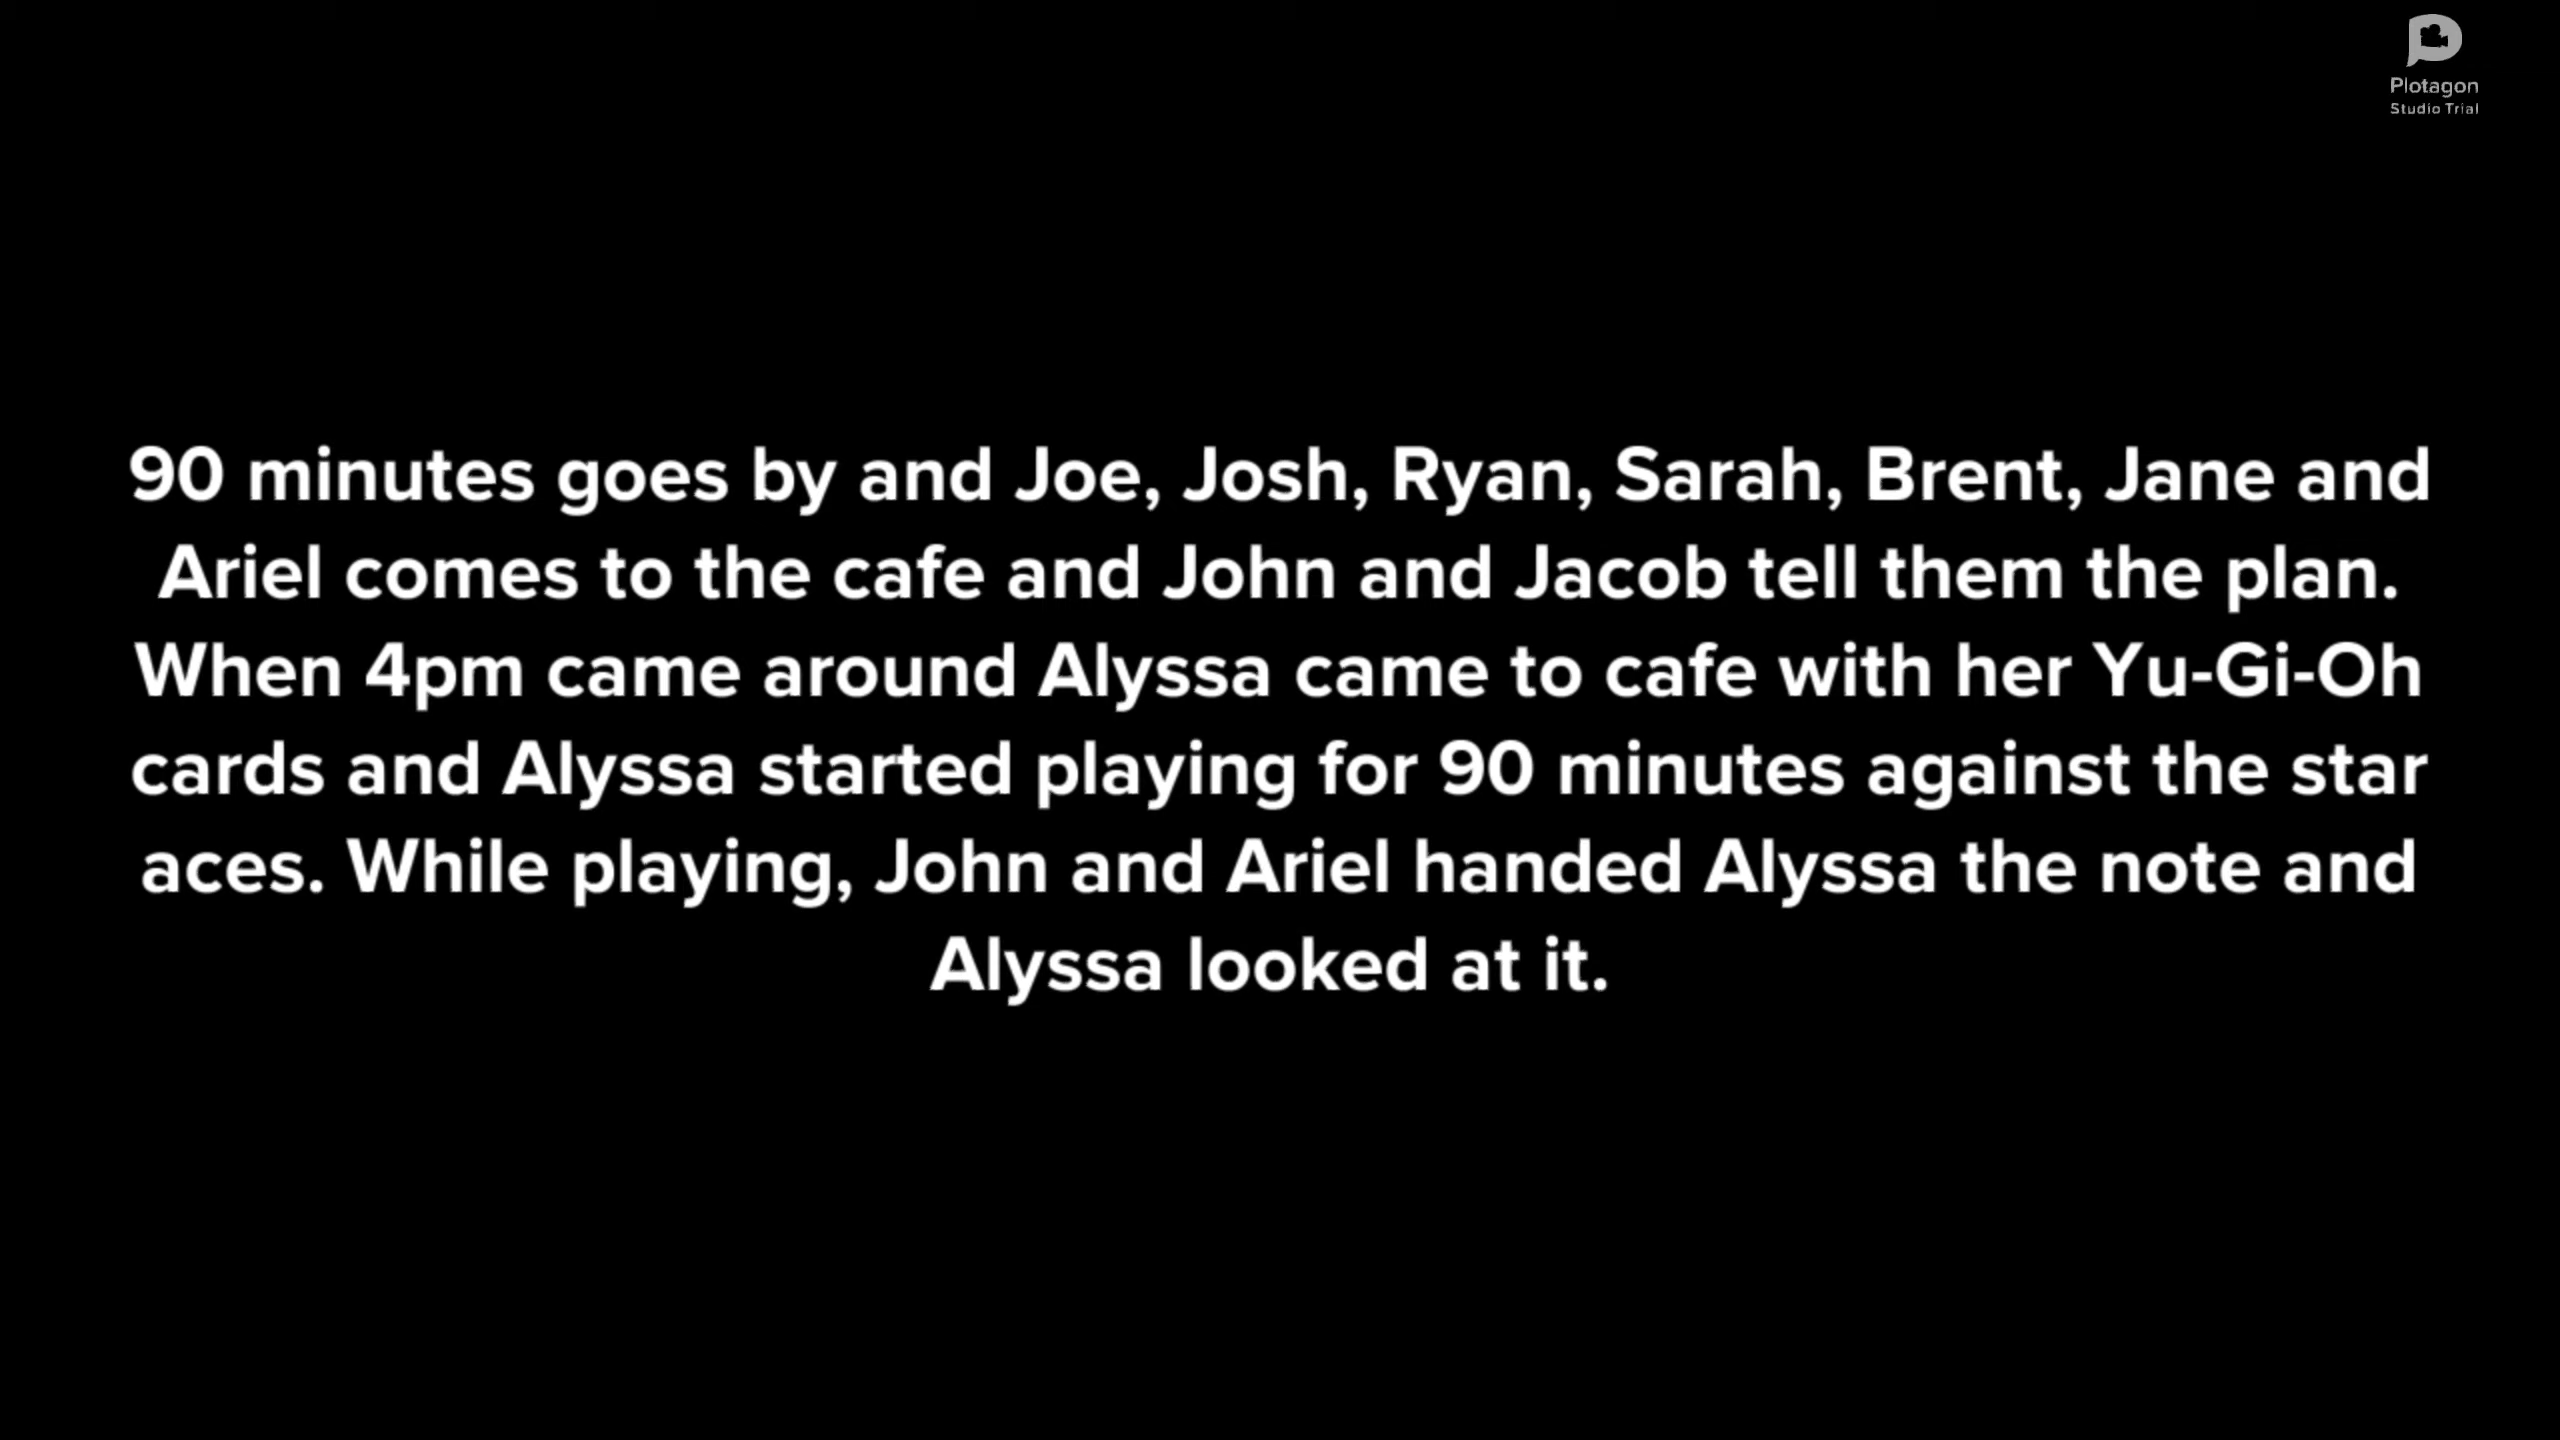 Plotagon
Studio Trial
90 minutes goes by and Joe, Josh, Ryan, Sarah, Brent, Jane and
Ariel comes to the cafe and John and Jacob tell them the plan.
When 4pm came around Alyssa came to cafe with her Yu-Gi-Oh
cards and Alyssa started playing for 90 minutes against the star
aces. While playing, John and Ariel handed Alyssa the note and
Alyssa looked at it.